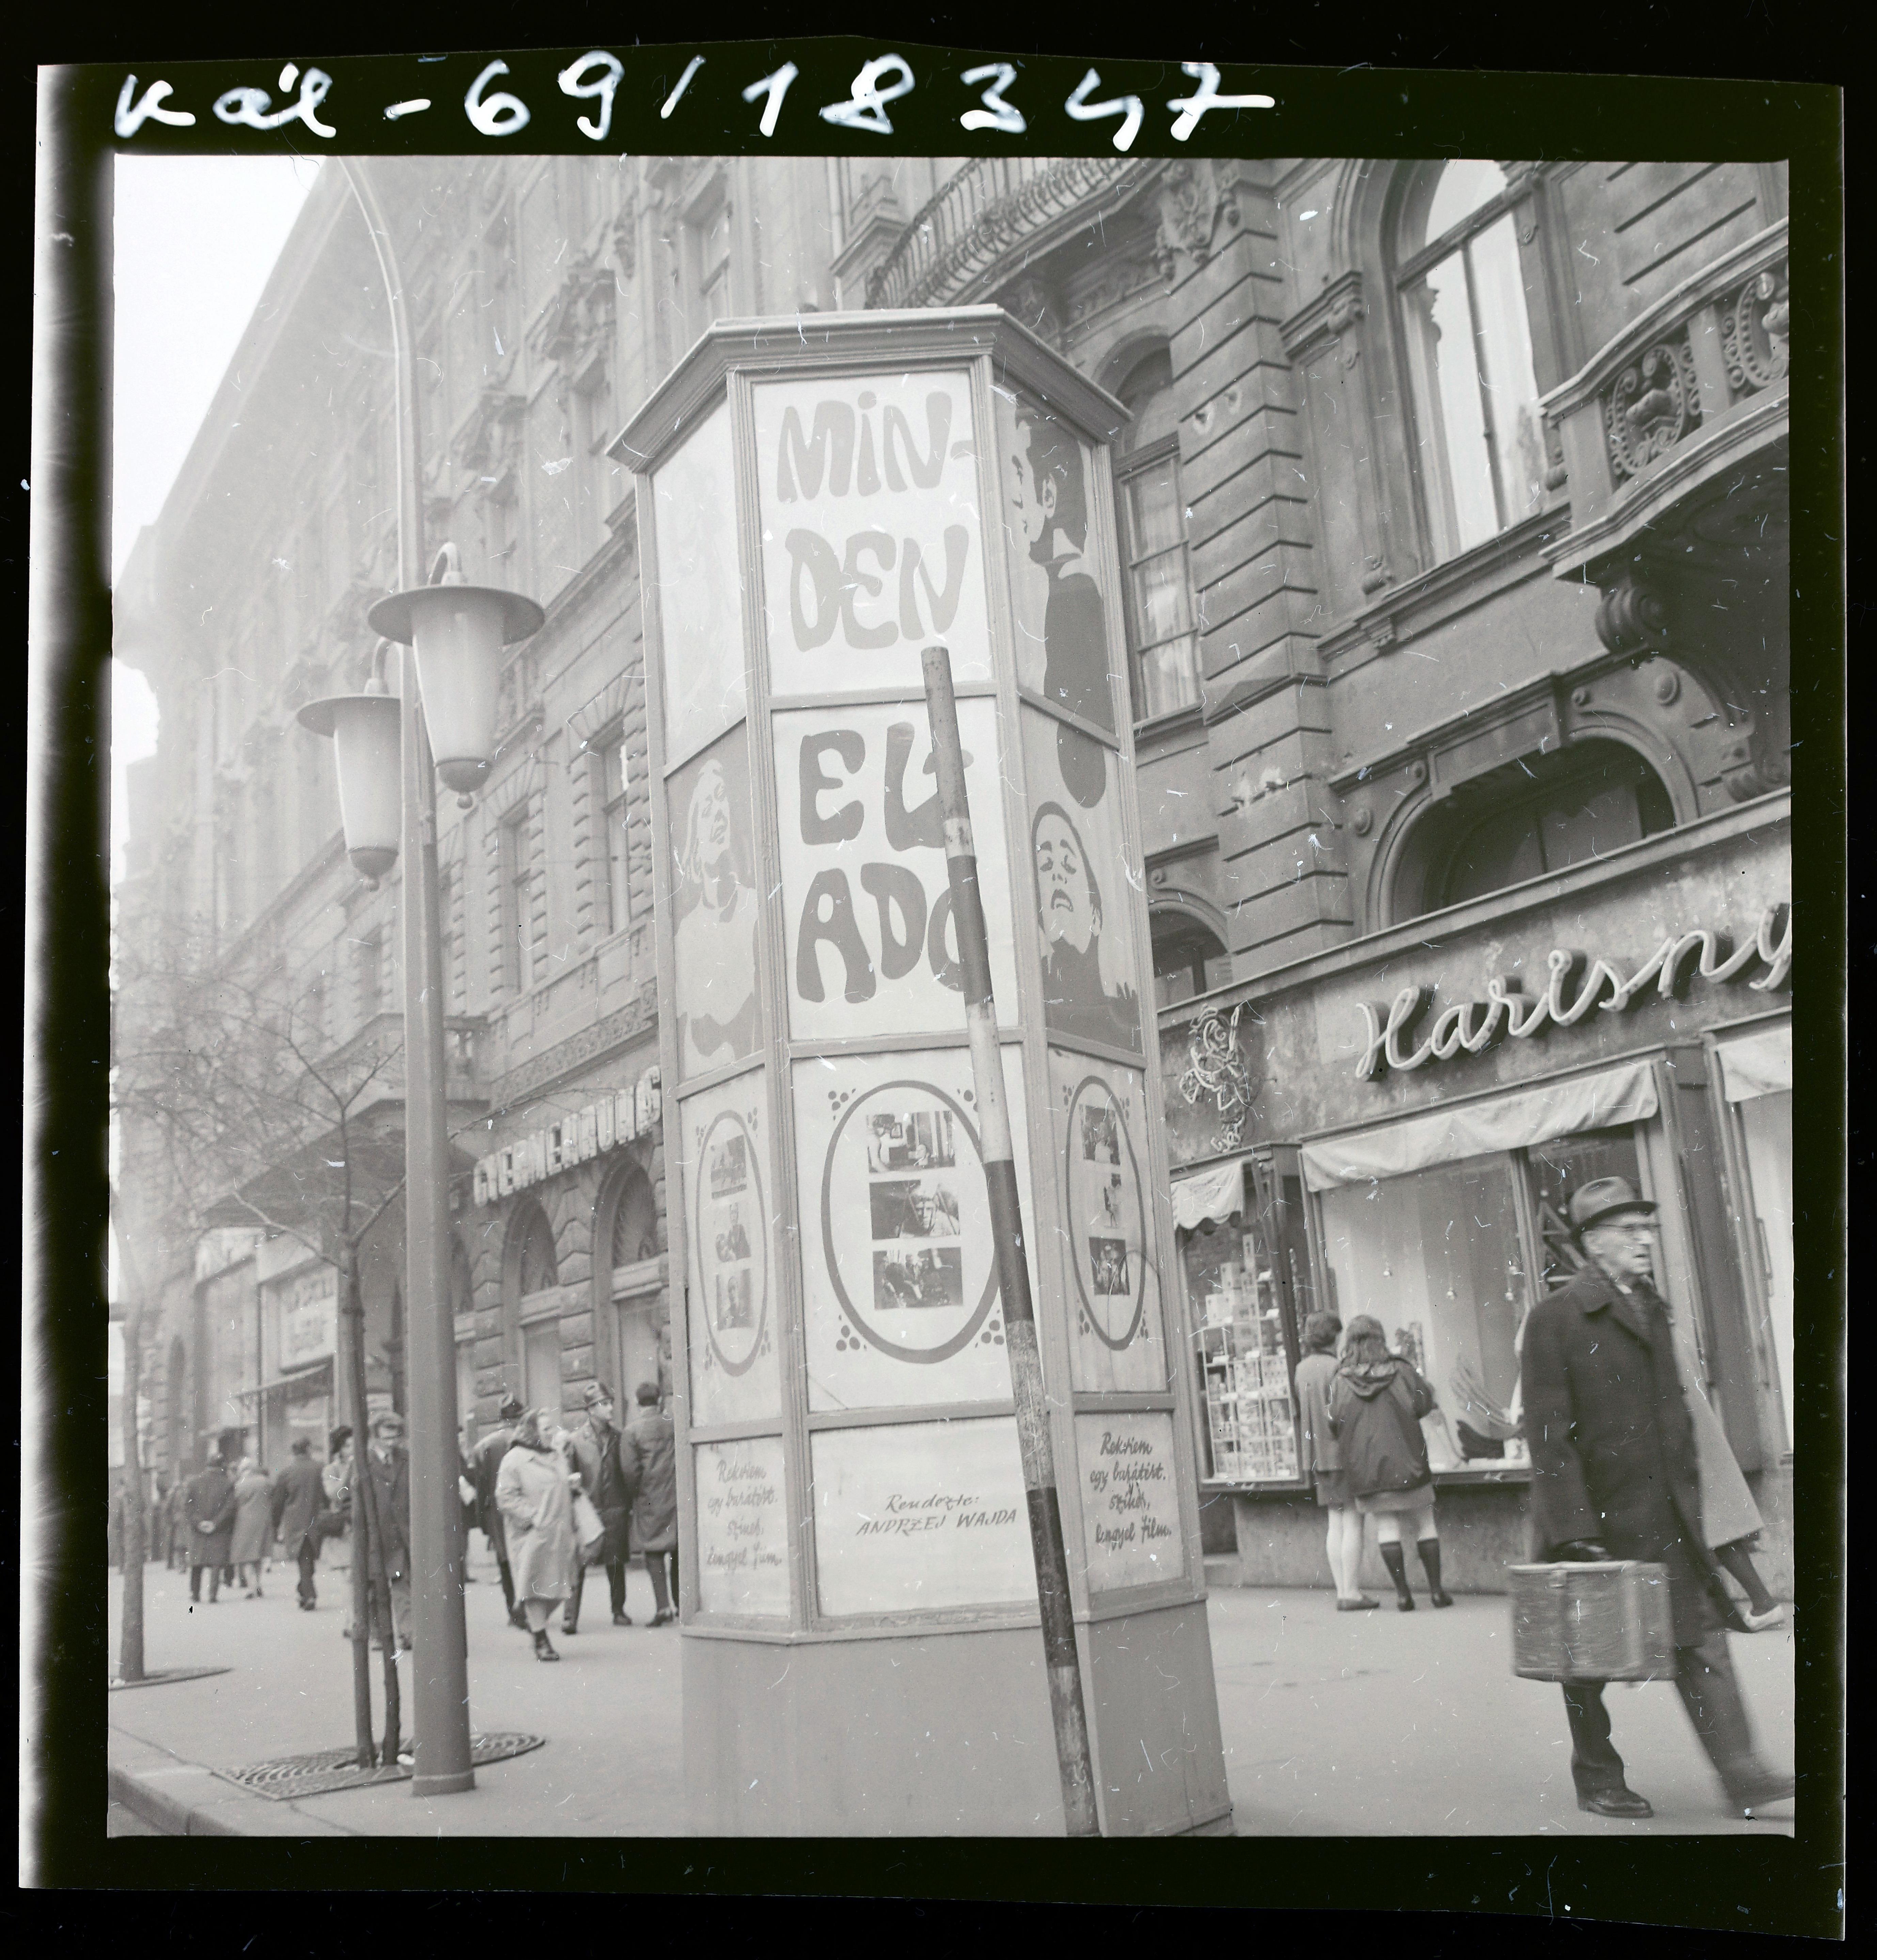 Kál-69/18347
MiN-
DEN
EL-
ADÓ
Harisny
Rekviem
egy barátért.
színes,
lengyel film.
Rendezte:
ANDRZEJ WAJDA
Rekviem
egy barátért.
színes,
lengyel film.